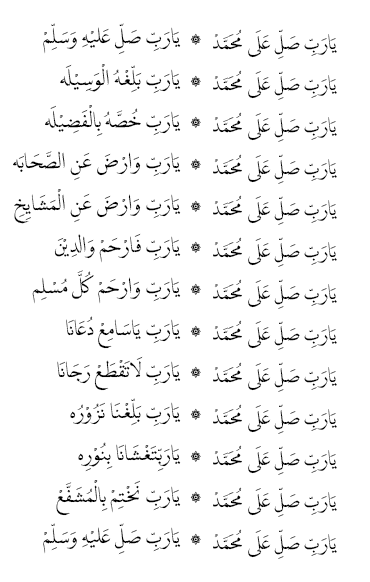 يَارَبِّ صَلِّ عَلَى مُحَمَّدْ ۞ يَارَبِّ صَلِّ عَلَيْهِ وَسَلِّمْ
يَارَبِّ صَلِّ عَلَى مُحَمَّدْ ۞ يَارَبِّ بَلِّغْهُ الْوَسِيْلَه
يَارَبِّ صَلِّ عَلَى مُحَمَّدْ ۞ يَارَبِّ خُصَّهُ بِالْفَضِيْلَه
يَارَبِّ صَلِّ عَلَى مُحَمَّدْ ۞ يَارَبِّ وَارْضَ عَنِ الصَّحَابَه
يَارَبِّ صَلِّ عَلَى مُحَمَّدْ ۞ يَارَبِّ وَارْضَ عَنِ الْمَشَايِخِ
يَارَبِّ صَلِّ عَلَى مُحَمَّدْ ۞ يَارَبِّ فَارْحَمْ وَالِدِيْنَ
يَارَبِّ صَلِّ عَلَى مُحَمَّدْ ۞ يَارَبِّ وَارْحَمْ كُلَّ مُسْلِم
يَارَبِّ صَلِّ عَلَى مُحَمَّدْ ۞ يَارَبِّ يَاسَامِعْ دُعَانَا
يَارَبِّ صَلِّ عَلَى مُحَمَّدْ ۞ يَارَبِّ لَاتَقْطَعْ رَجَانَا
يَارَبِّ صَلِّ عَلَى مُحَمَّدْ ۞ يَارَبِّ بَلِّغْنَا نَزُوْرُه
يَارَبِّ صَلِّ عَلَى مُحَمَّدْ ۞ يَارَبِّتَغْشَانَا بِنُوْرِه
يَارَبِّ صَلِّ عَلَى مُحَمَّدْ ۞ يَارَبِّ نَخْتِمْ بِالْمُشَفَّعْ
يَارَبِّ صَلِّ عَلَى مُحَمَّدْ ۞ يَارَبِّ صَلِّ عَلَيْهِ وَسَلِّمْ